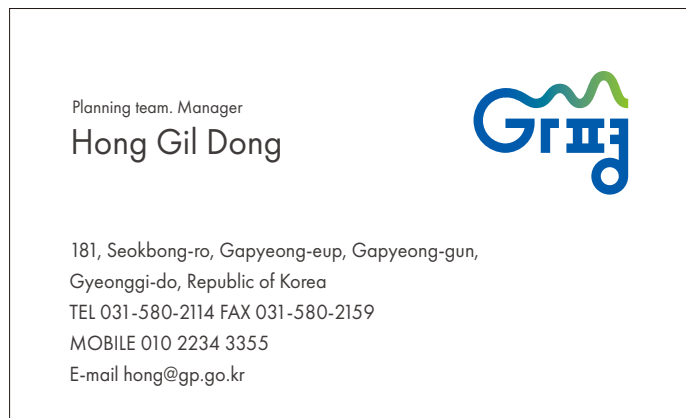 Planning team. Manager
Hong Gil Dong
가평
181, Seokbong-ro, Gapyeong-eup, Gapyeong-gun,
Gyeonggi-do, Republic of Korea
TEL 031-580-2114 FAX 031-580-2159
MOBILE 010 2234 3355
E-mail hong@gp.go.kr